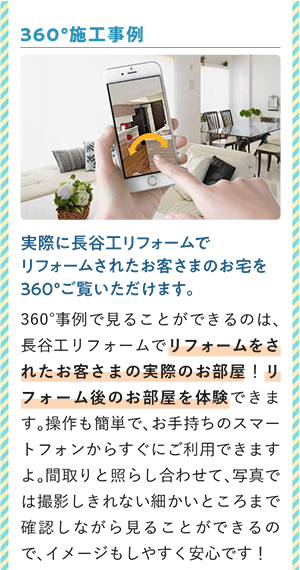 360°施工事例
実際に長谷工リフォームで
リフォームされたお客さまのお宅を
360°ご覧いただけます。
360°事例で見ることができるのは、
長谷工リフォームでリフォームをさ
れたお客さまの実際のお部屋！リ
フォーム後のお部屋を体験できま
す。操作も簡単で、お手持ちのスマー
トフォンからすぐにご利用できます
よ。間取りと照らし合わせて、写真で
は撮影しきれない細かいところまで
確認しながら見ることができるの
で、イメージもしやすく安心です！